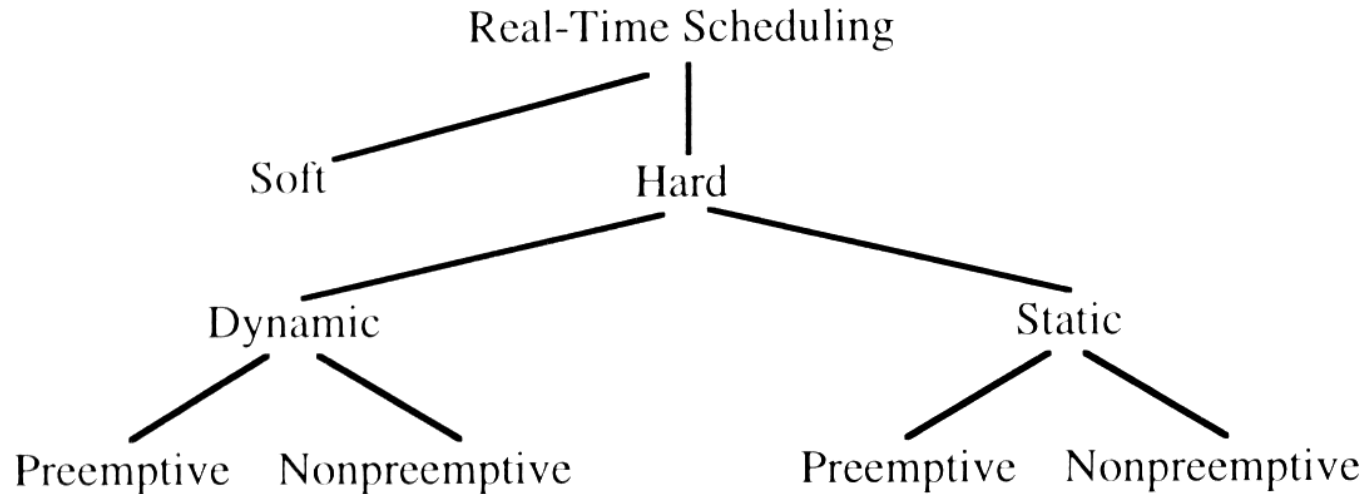 Real-Time Scheduling
Soft
Hard
Dynamic
Static
Preemptive
Nonpreemptive
Preemptive
Nonpreemptive